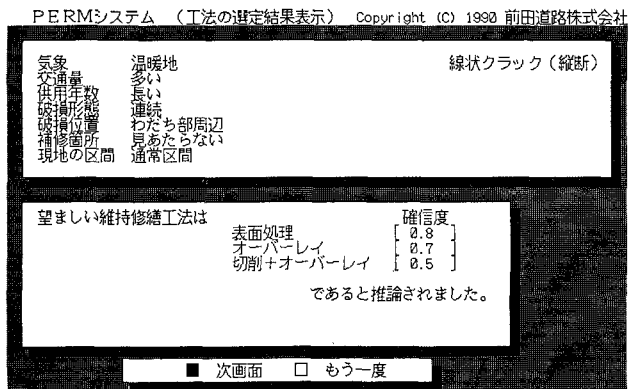 PERMシステム (工法の選定結果表示) Copyright (C) 1990 前田道路株式会社
気象 温暖地 線状クラック(縦断)
交通量 多い
供用年数 長い
破損形態 連続
破損位置 わだち部周辺
補修箇所 見あたらない
現地の区間 通常区間
望ましい維持修繕工法は 確信度
表面処理 [ 0.8 ]
オーバーレイ [ 0.7 ]
切削+オーバーレイ [ 0.5 ]
であると推論されました。
■ 次画面 □ もう一度